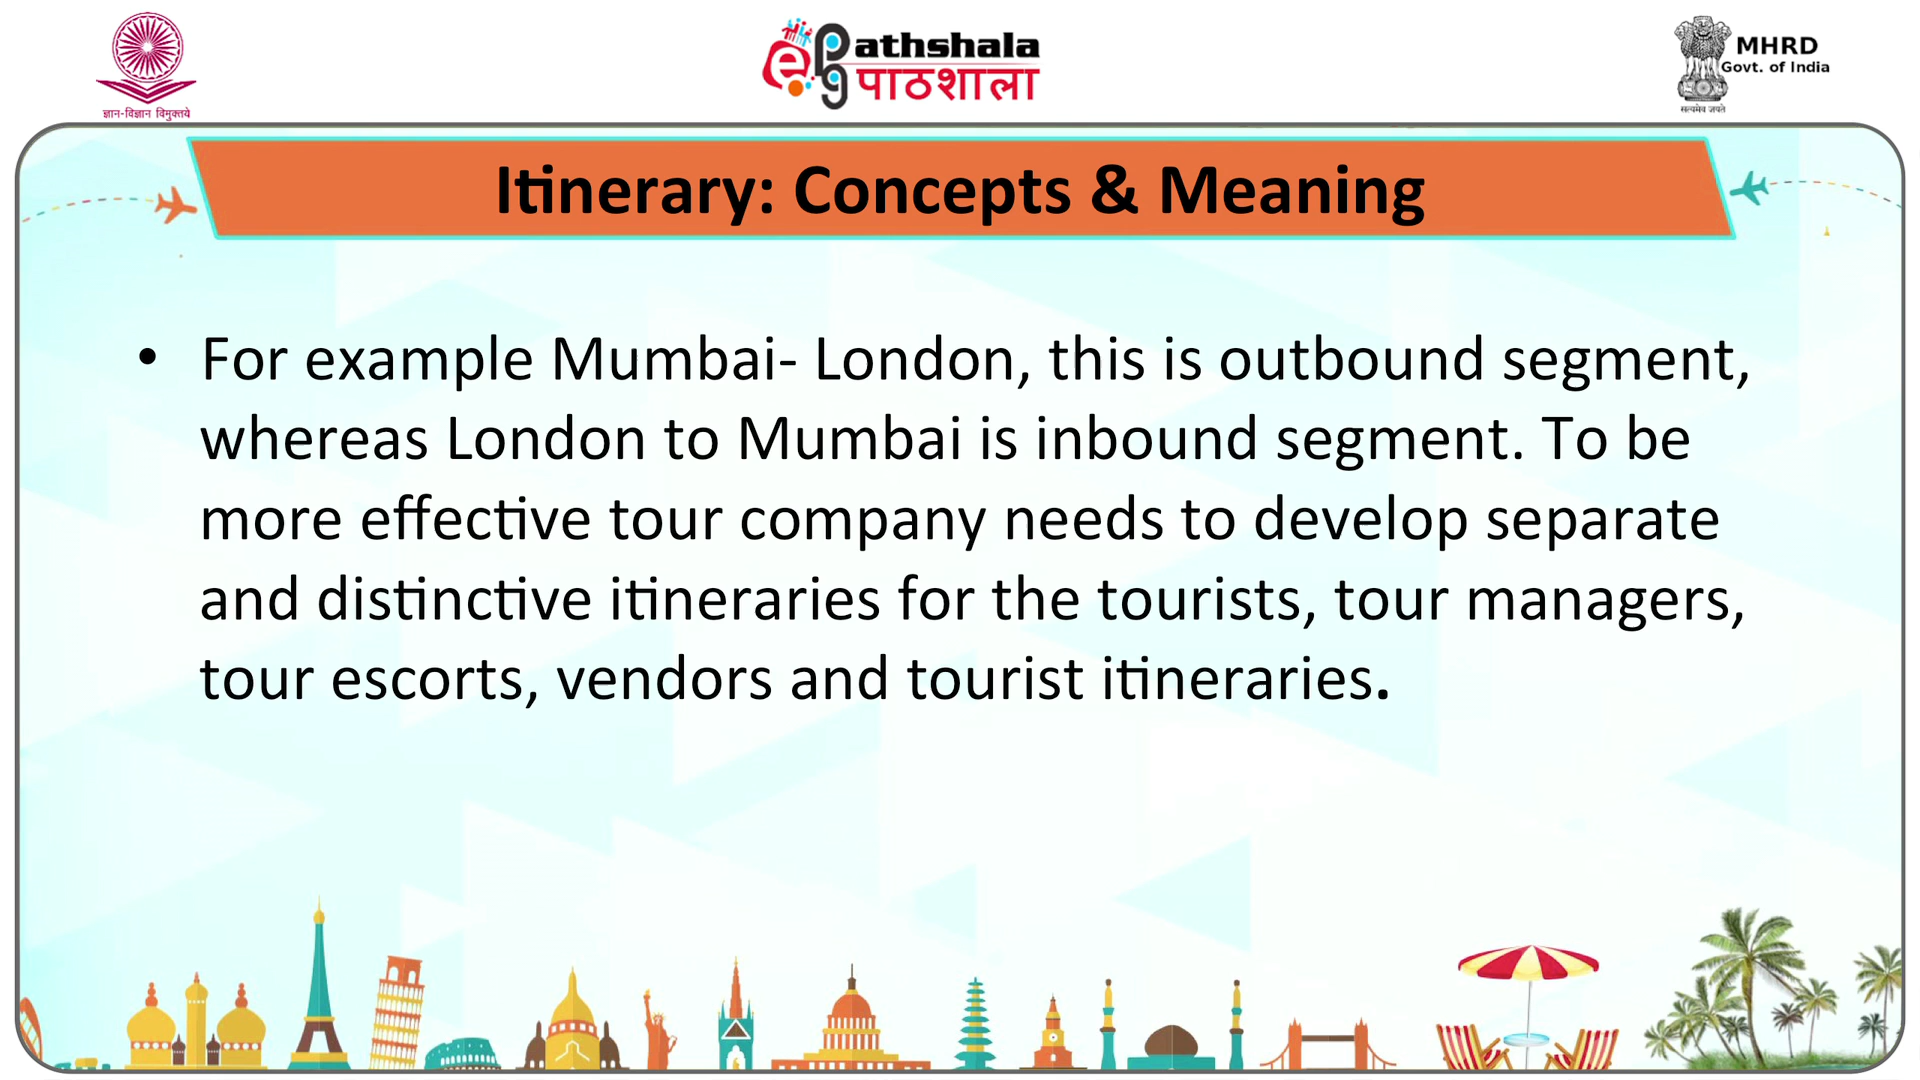 ज्ञान-विज्ञान विमुक्तये
ePG Pathshala
पाठशाला
MHRD
Govt. of India
सत्यमेव जयते
Itinerary: Concepts & Meaning
• For example Mumbai- London, this is outbound segment,
whereas London to Mumbai is inbound segment. To be
more effective tour company needs to develop separate
and distinctive itineraries for the tourists, tour managers,
tour escorts, vendors and tourist itineraries.